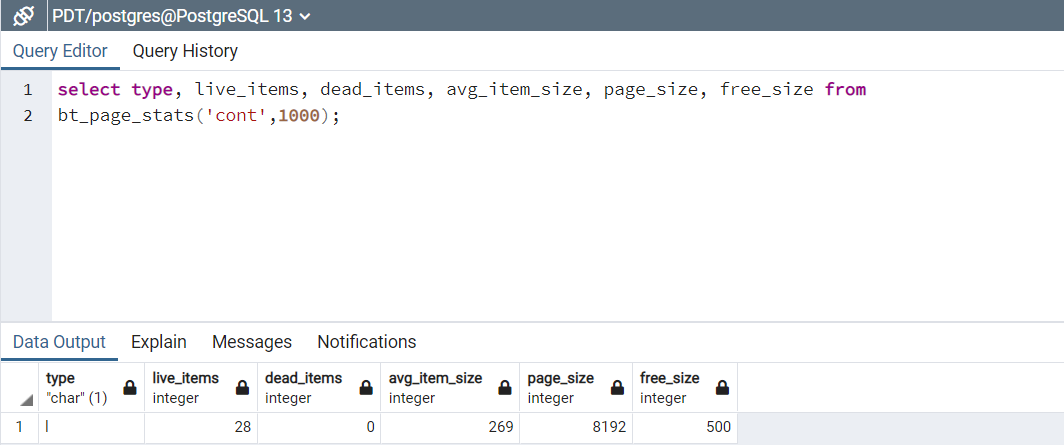 PDT/postgres@PostgreSQL 13
Query Editor Query History
1 select type, live_items, dead_items, avg_item_size, page_size, free_size from
2 bt_page_stats('cont',1000);
Data Output Explain Messages Notifications
type live_items dead_items avg_item_size page_size free_size
"char" (1) integer integer integer integer integer
1 l 28 0 269 8192 500